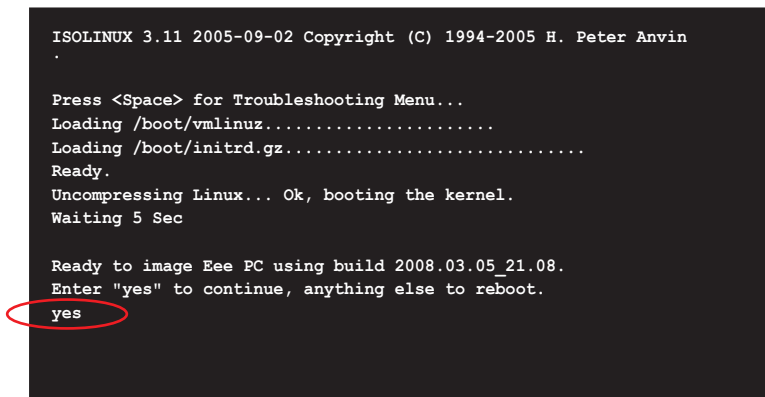 ISOLINUX 3.11 2005-09-02 Copyright (C) 1994-2005 H. Peter Anvin
.
Press <Space> for Troubleshooting Menu...
Loading /boot/vmlinuz.......................
Loading /boot/initrd.gz..............................
Ready.
Uncompressing Linux... Ok, booting the kernel.
Waiting 5 Sec
Ready to image Eee PC using build 2008.03.05_21.08.
Enter "yes" to continue, anything else to reboot.
yes